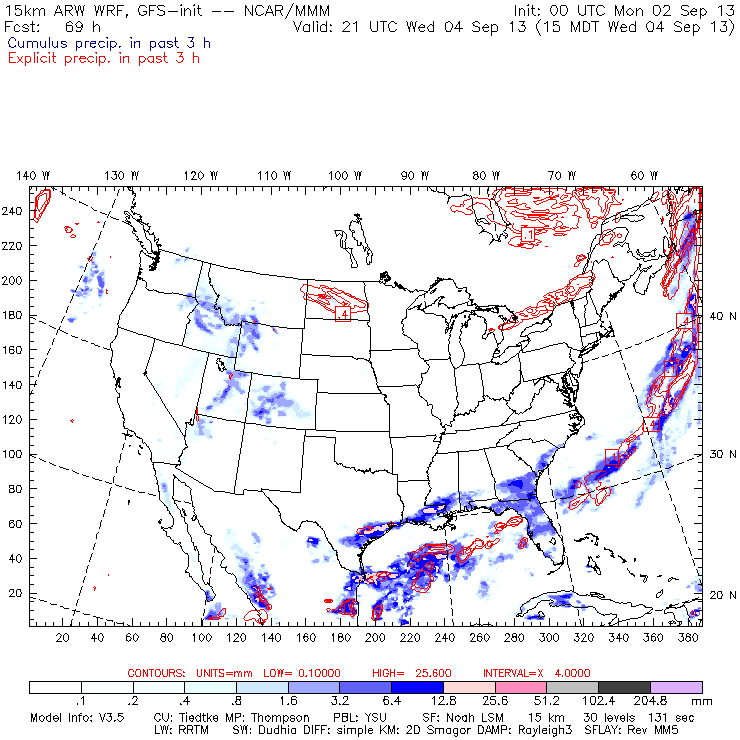 15km ARW WRF, GFS-init -- NCAR/MMM Init: 00 UTC Mon 02 Sep 13
Fcst: 69 h Valid: 21 UTC Wed 04 Sep 13 (15 MDT Wed 04 Sep 13)
Cumulus precip. in past 3 h
Explicit precip. in past 3 h
140 W 130 W 120 W 110 W 100 W 90 W 80 W 70 W 60 W
240
.1
220
200
180 .4 40 N
160
140
120
100 30 N
80
60
40
20 20 N
20 40 60 80 100 120 140 160 180 200 220 240 260 280 300 320 340 360 380
CONTOURS: UNITS=mm LOW= 0.10000 HIGH= 25.600 INTERVAL=X 4.0000
.1 .2 .4 .8 1.6 3.2 6.4 12.8 25.6 51.2 102.4 204.8 mm
Model Info: V3.5 CU: Tiedtke MP: Thompson PBL: YSU SF: Noah LSM 15 km 30 levels 131 sec
LW: RRTM SW: Dudhia DIFF: simple KM: 2D Smagor DAMP: Rayleigh3 SFLAY: Rev MM5